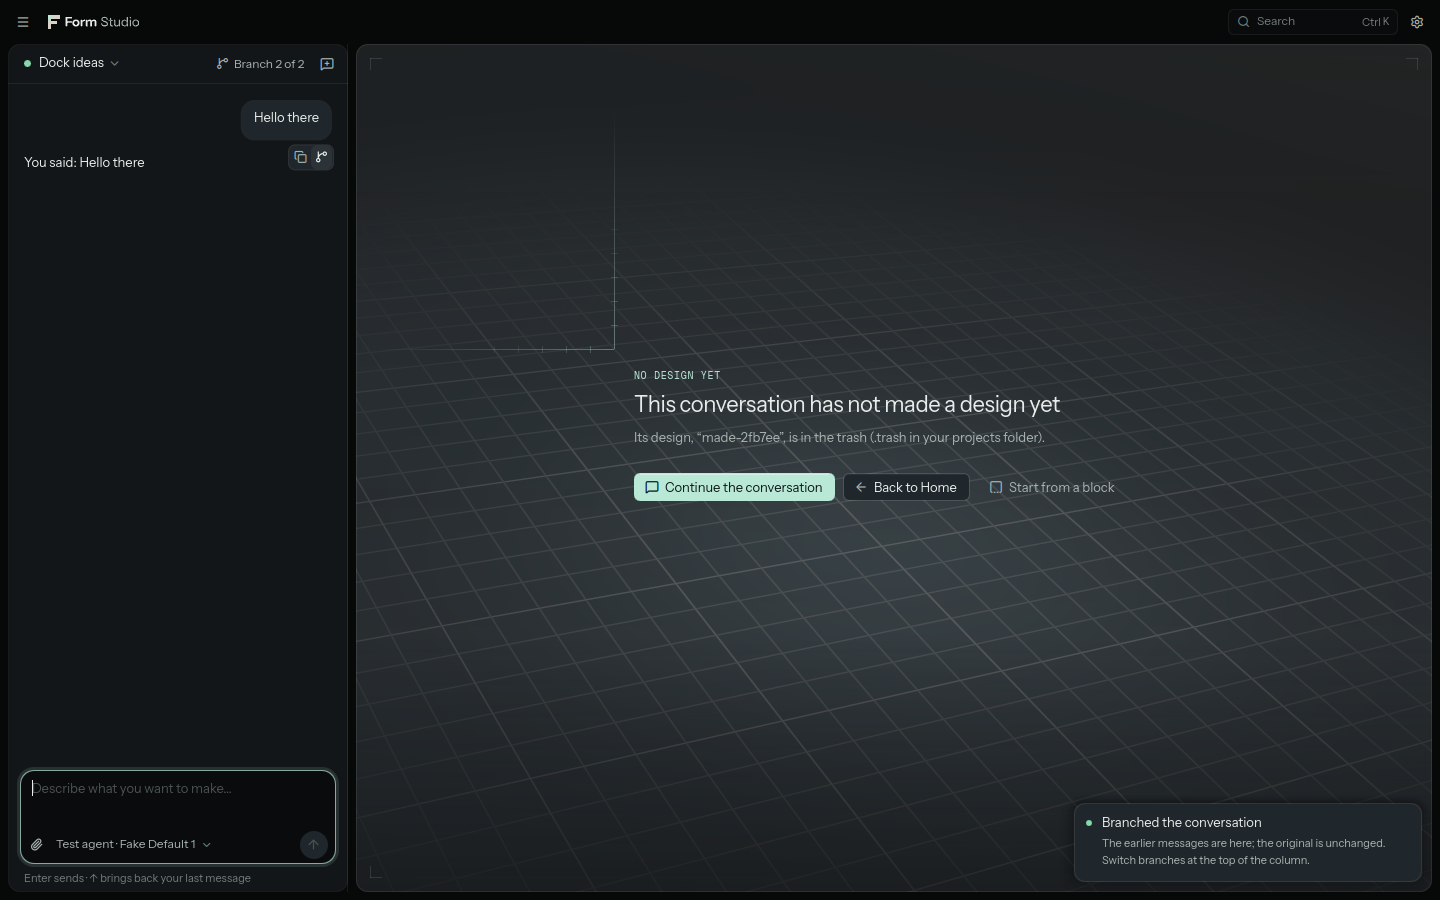 Form Studio
Search
Ctrl K
Dock ideas
Branch 2 of 2
Hello there
You said: Hello there
NO DESIGN YET
This conversation has not made a design yet
Its design, “made-2fb7ee”, is in the trash (.trash in your projects folder).
Continue the conversation
Back to Home
Start from a block
Describe what you want to make...
Test agent · Fake Default 1
Enter sends · ↑ brings back your last message
Branched the conversation
The earlier messages are here; the original is unchanged.
Switch branches at the top of the column.